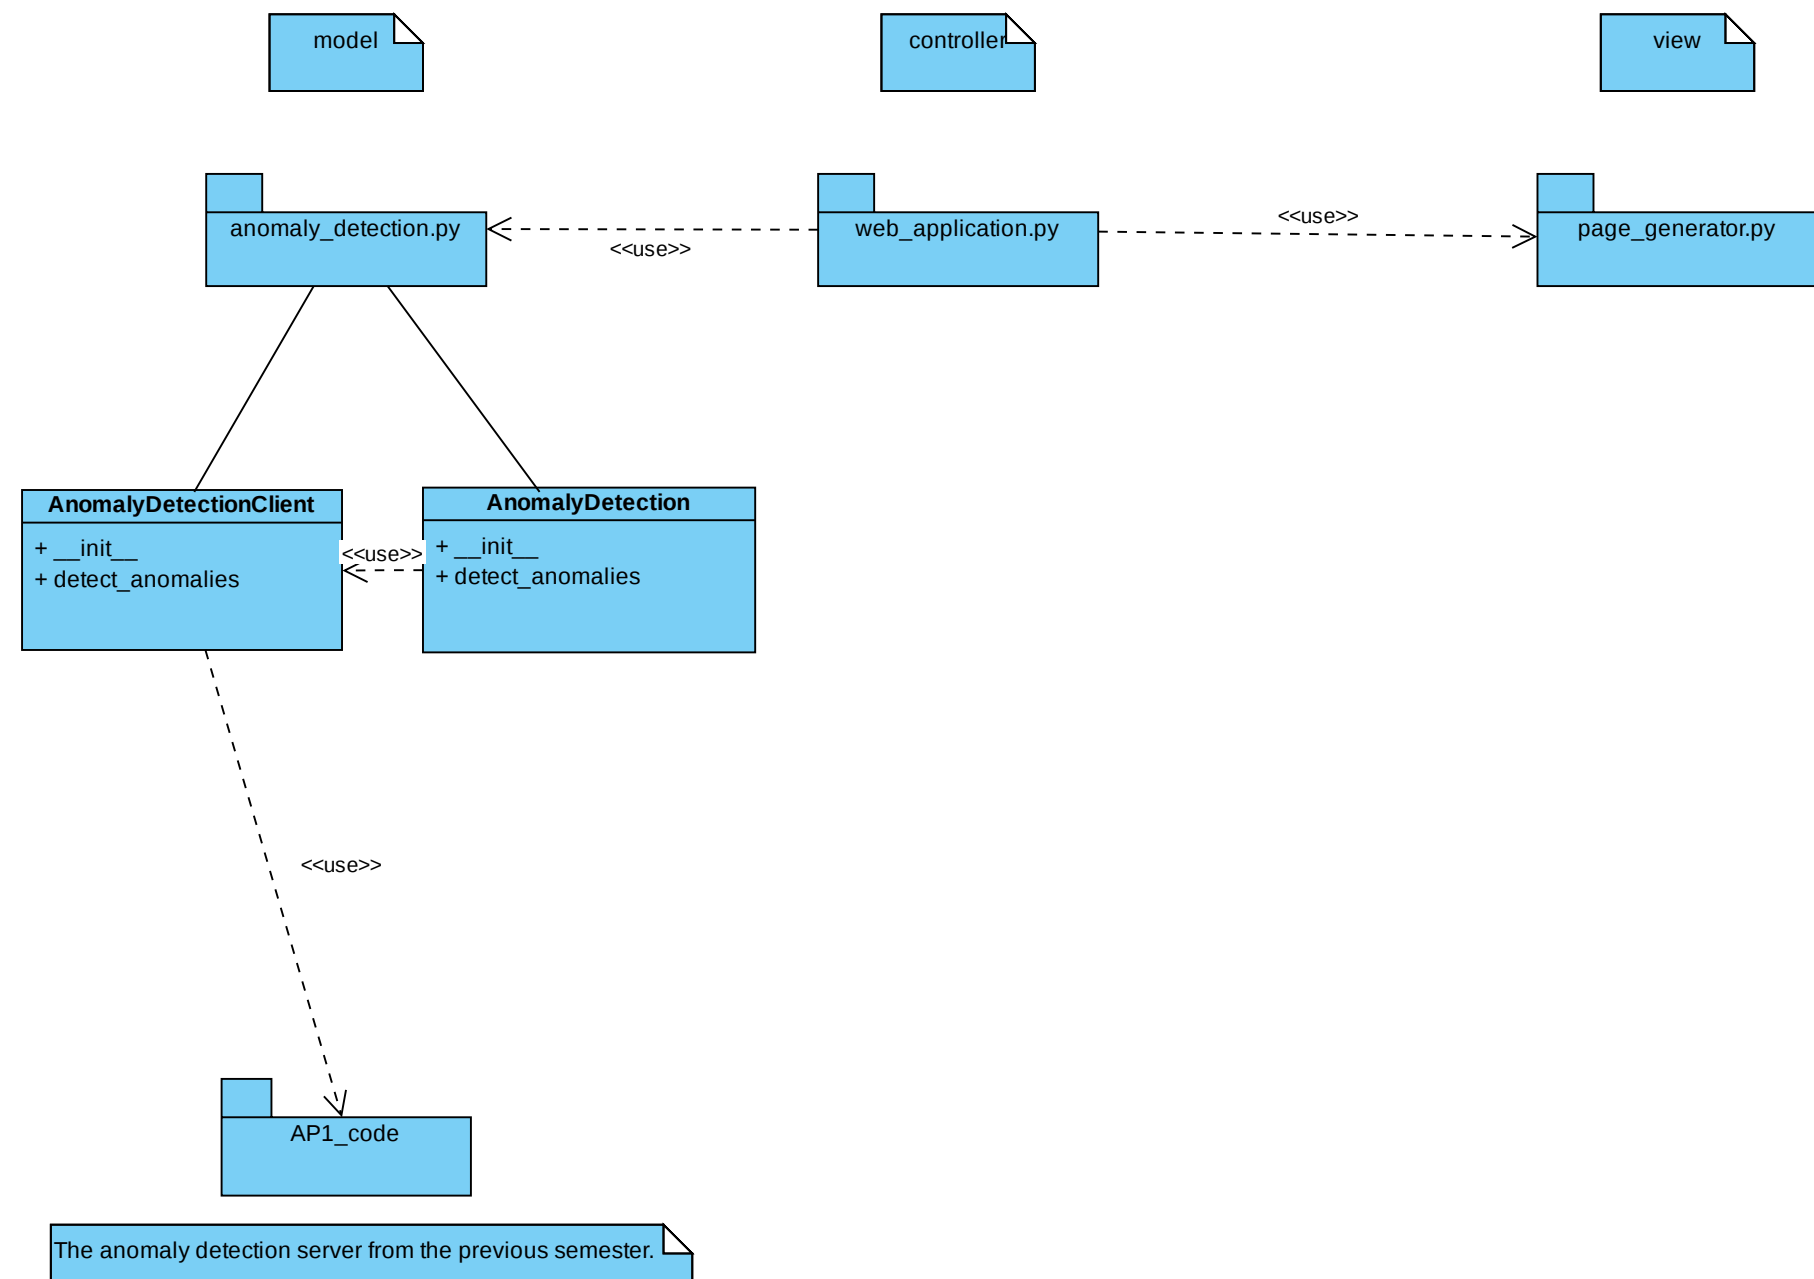 model
controller
view
anomaly_detection.py
<<use>>
web_application.py
<<use>>
page_generator.py
AnomalyDetectionClient
+ __init__
+ detect_anomalies
<<use>>
AnomalyDetection
+ __init__
+ detect_anomalies
<<use>>
AP1_code
The anomaly detection server from the previous semester.